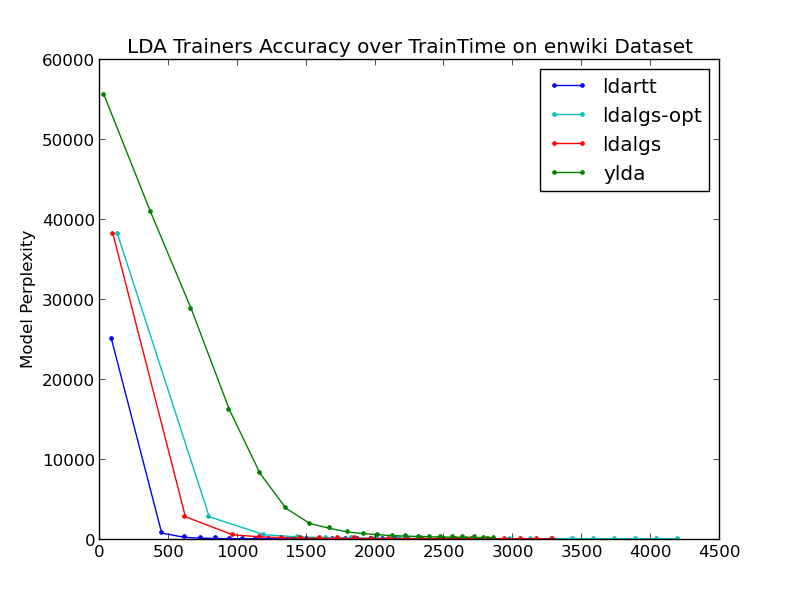 LDA Trainers Accuracy over TrainTime on enwiki Dataset
60000
50000
40000
30000
20000
10000
0
Model Perplexity
ldartt
ldalgs-opt
ldalgs
ylda
0 500 1000 1500 2000 2500 3000 3500 4000 4500